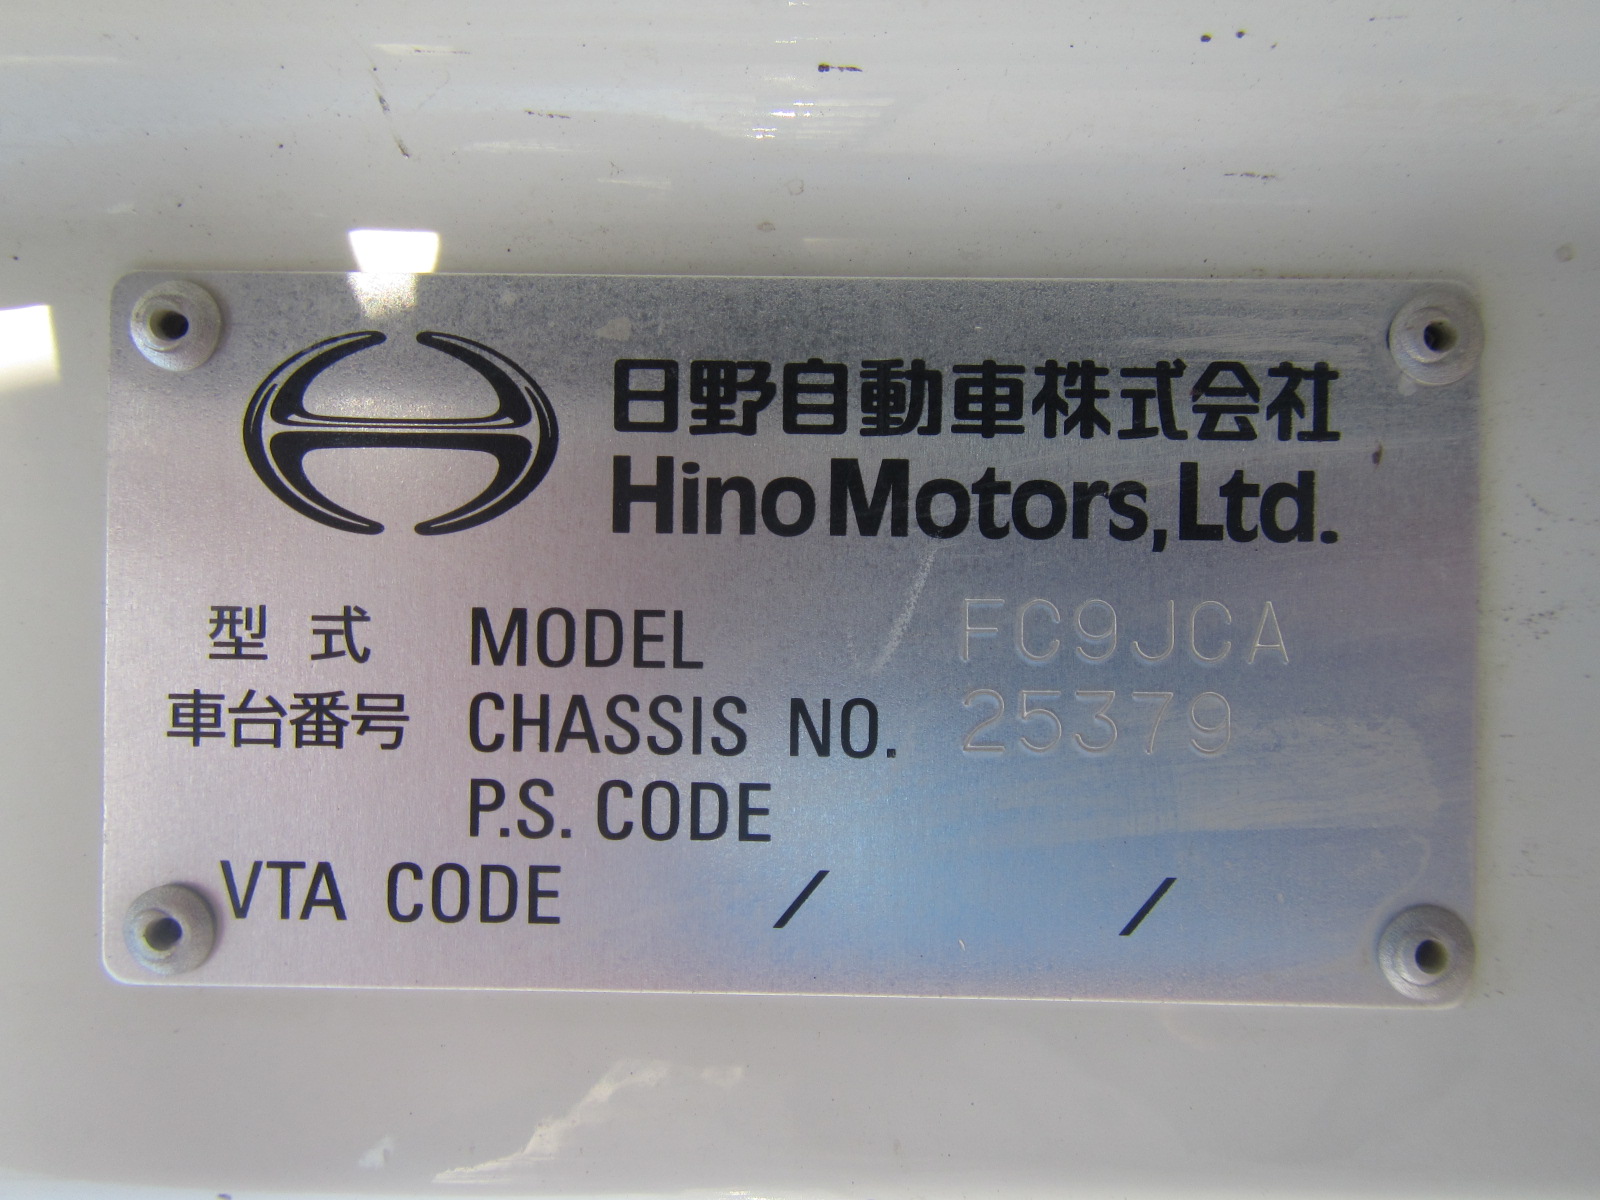 日野自動車株式会社
Hino Motors, Ltd.
型式 MODEL FC9JCA
車台番号 CHASSIS NO. 25379
P.S. CODE
VTA CODE / /